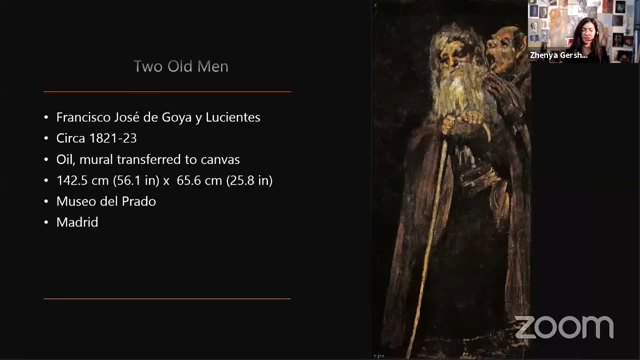 Two Old Men
• Francisco José de Goya y Lucientes
• Circa 1821-23
• Oil, mural transferred to canvas
• 142.5 cm (56.1 in) x 65.6 cm (25.8 in)
• Museo del Prado
• Madrid
Zhenya Gersh...
zoom